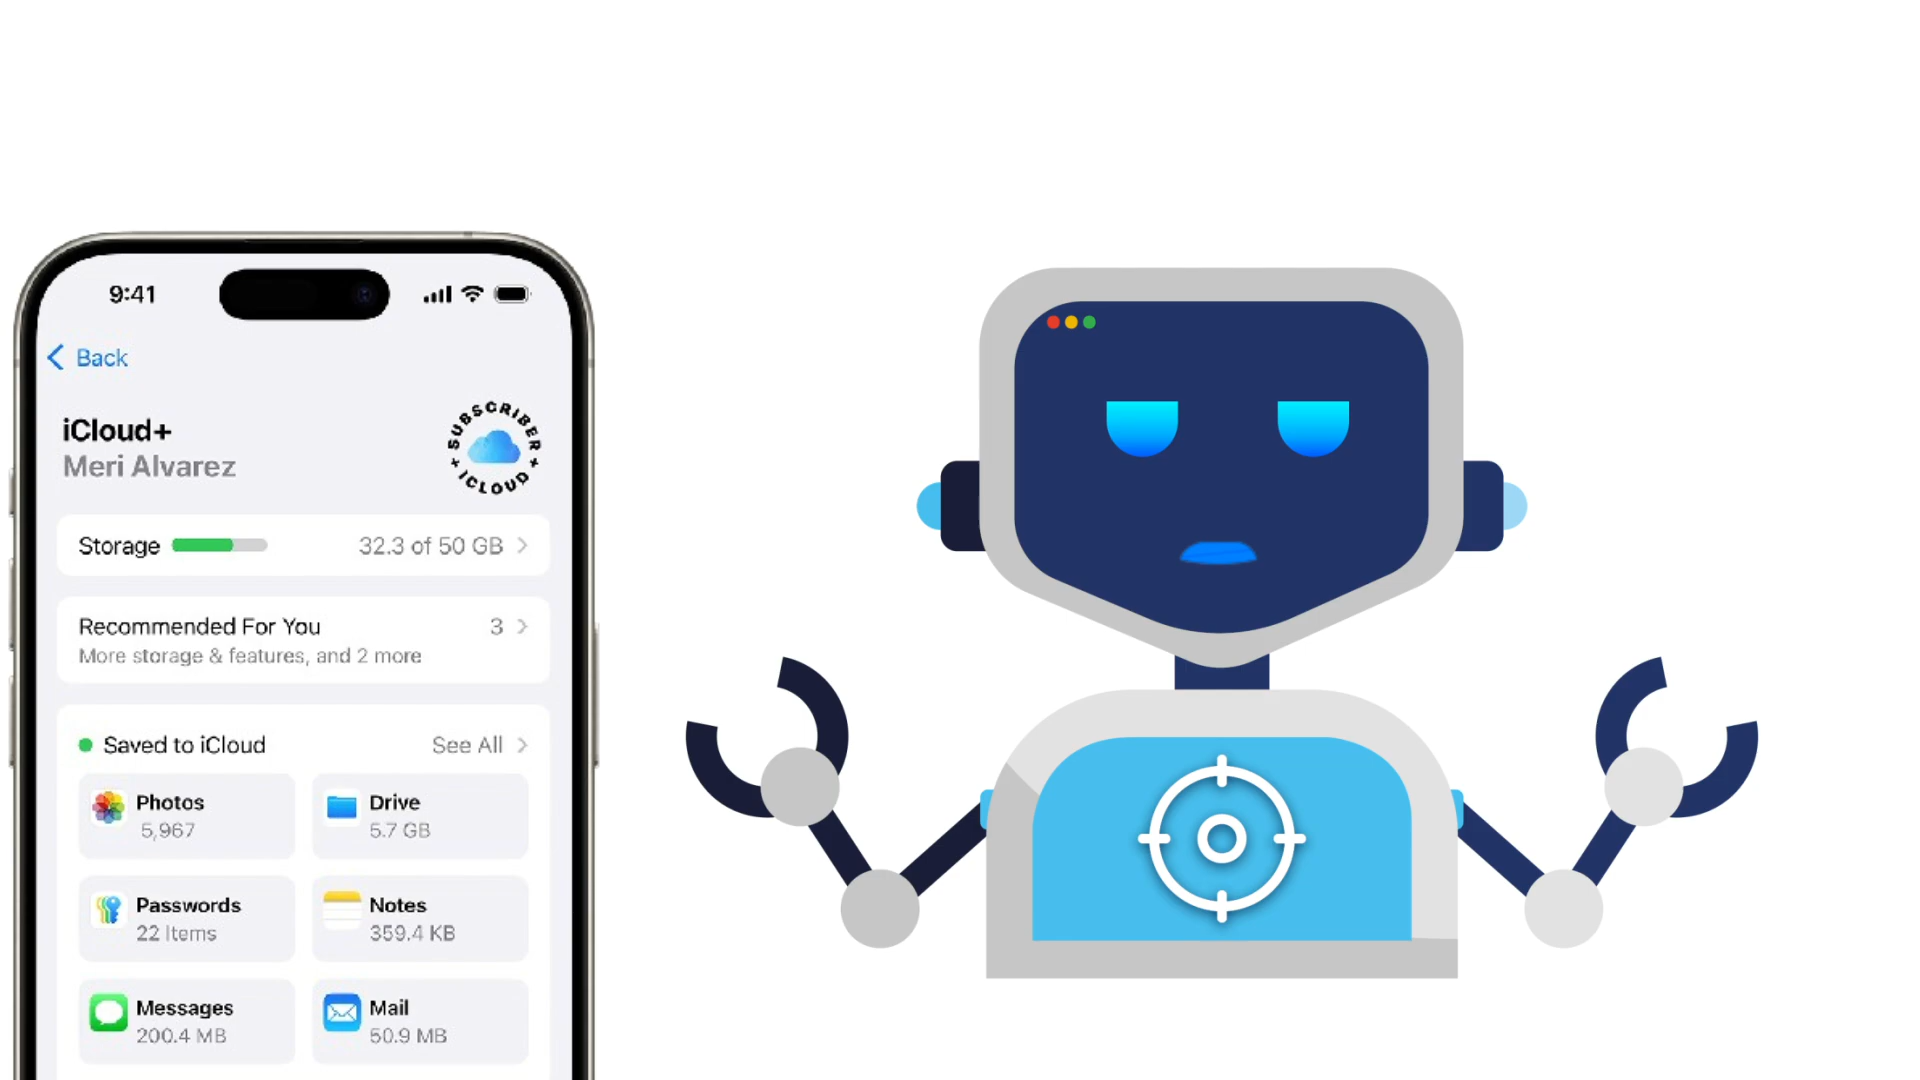 9:41
Back
iCloud+
Meri Alvarez
SUBSCRIBER + ICLOUD +
Storage 32.3 of 50 GB
Recommended For You 3
More storage & features, and 2 more
Saved to iCloud See All
Photos Drive
5,967 5.7 GB
Passwords Notes
22 Items 359.4 KB
Messages Mail
200.4 MB 50.9 MB